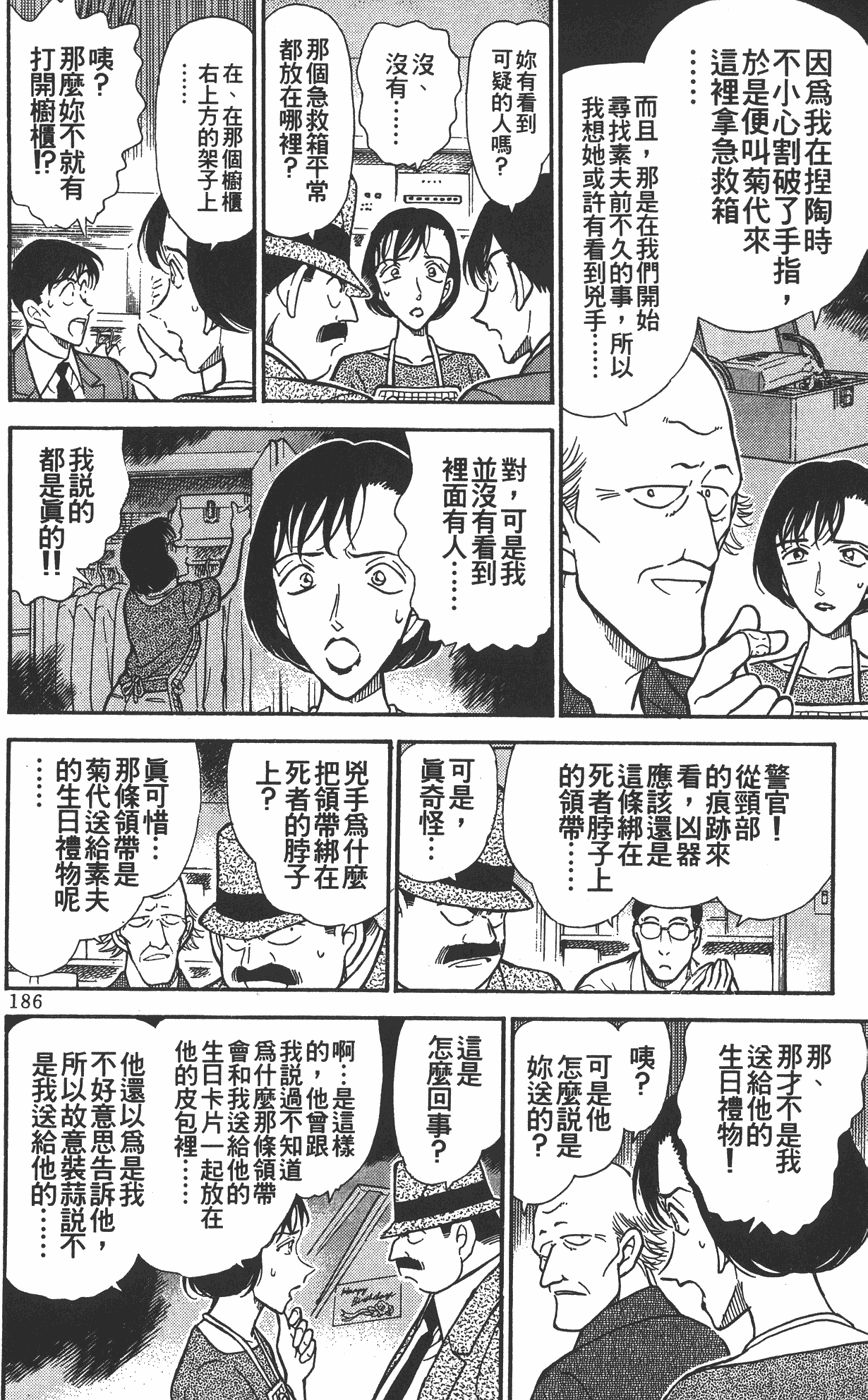 因為我在捏陶時
不小心割破了手指，
於是便叫菊代來
這裡拿急救箱
……
而且，那是在我們開始
尋找素夫前不久的事，所以
我想她或許有看到兇手……
妳有看到
可疑的人嗎？
沒、
沒有……
那個急救箱平常
都放在哪裡？
在、在那個櫥櫃
右上方的架子上
……
咦？
那麼妳不就有
打開櫥櫃!?
對，可是我
並沒有看到
裡面有人……
我說的
都是真的!!
警官！
從頸部
的痕跡來
看，凶器
應該還是
這條綁在
死者脖子上
的領帶……
可是，
真奇怪…
兇手為什麼
把領帶綁在
死者的脖子
上？
真可惜…
那條領帶是
菊代送給素夫
的生日禮物呢
……
186
那、
那才不是我
送給他的
生日禮物！
咦？
可是他
怎麼說是
妳送的？
這是
怎麼回事？
啊…是這樣
的，他曾跟
我說過不知道
為什麼那條領帶
會和我送給他的
生日卡片一起放在
他的皮包裡……
Happy
Birthday
他還以為是我
不好意思告訴他，
所以故意裝蒜說不
是我送給他的……